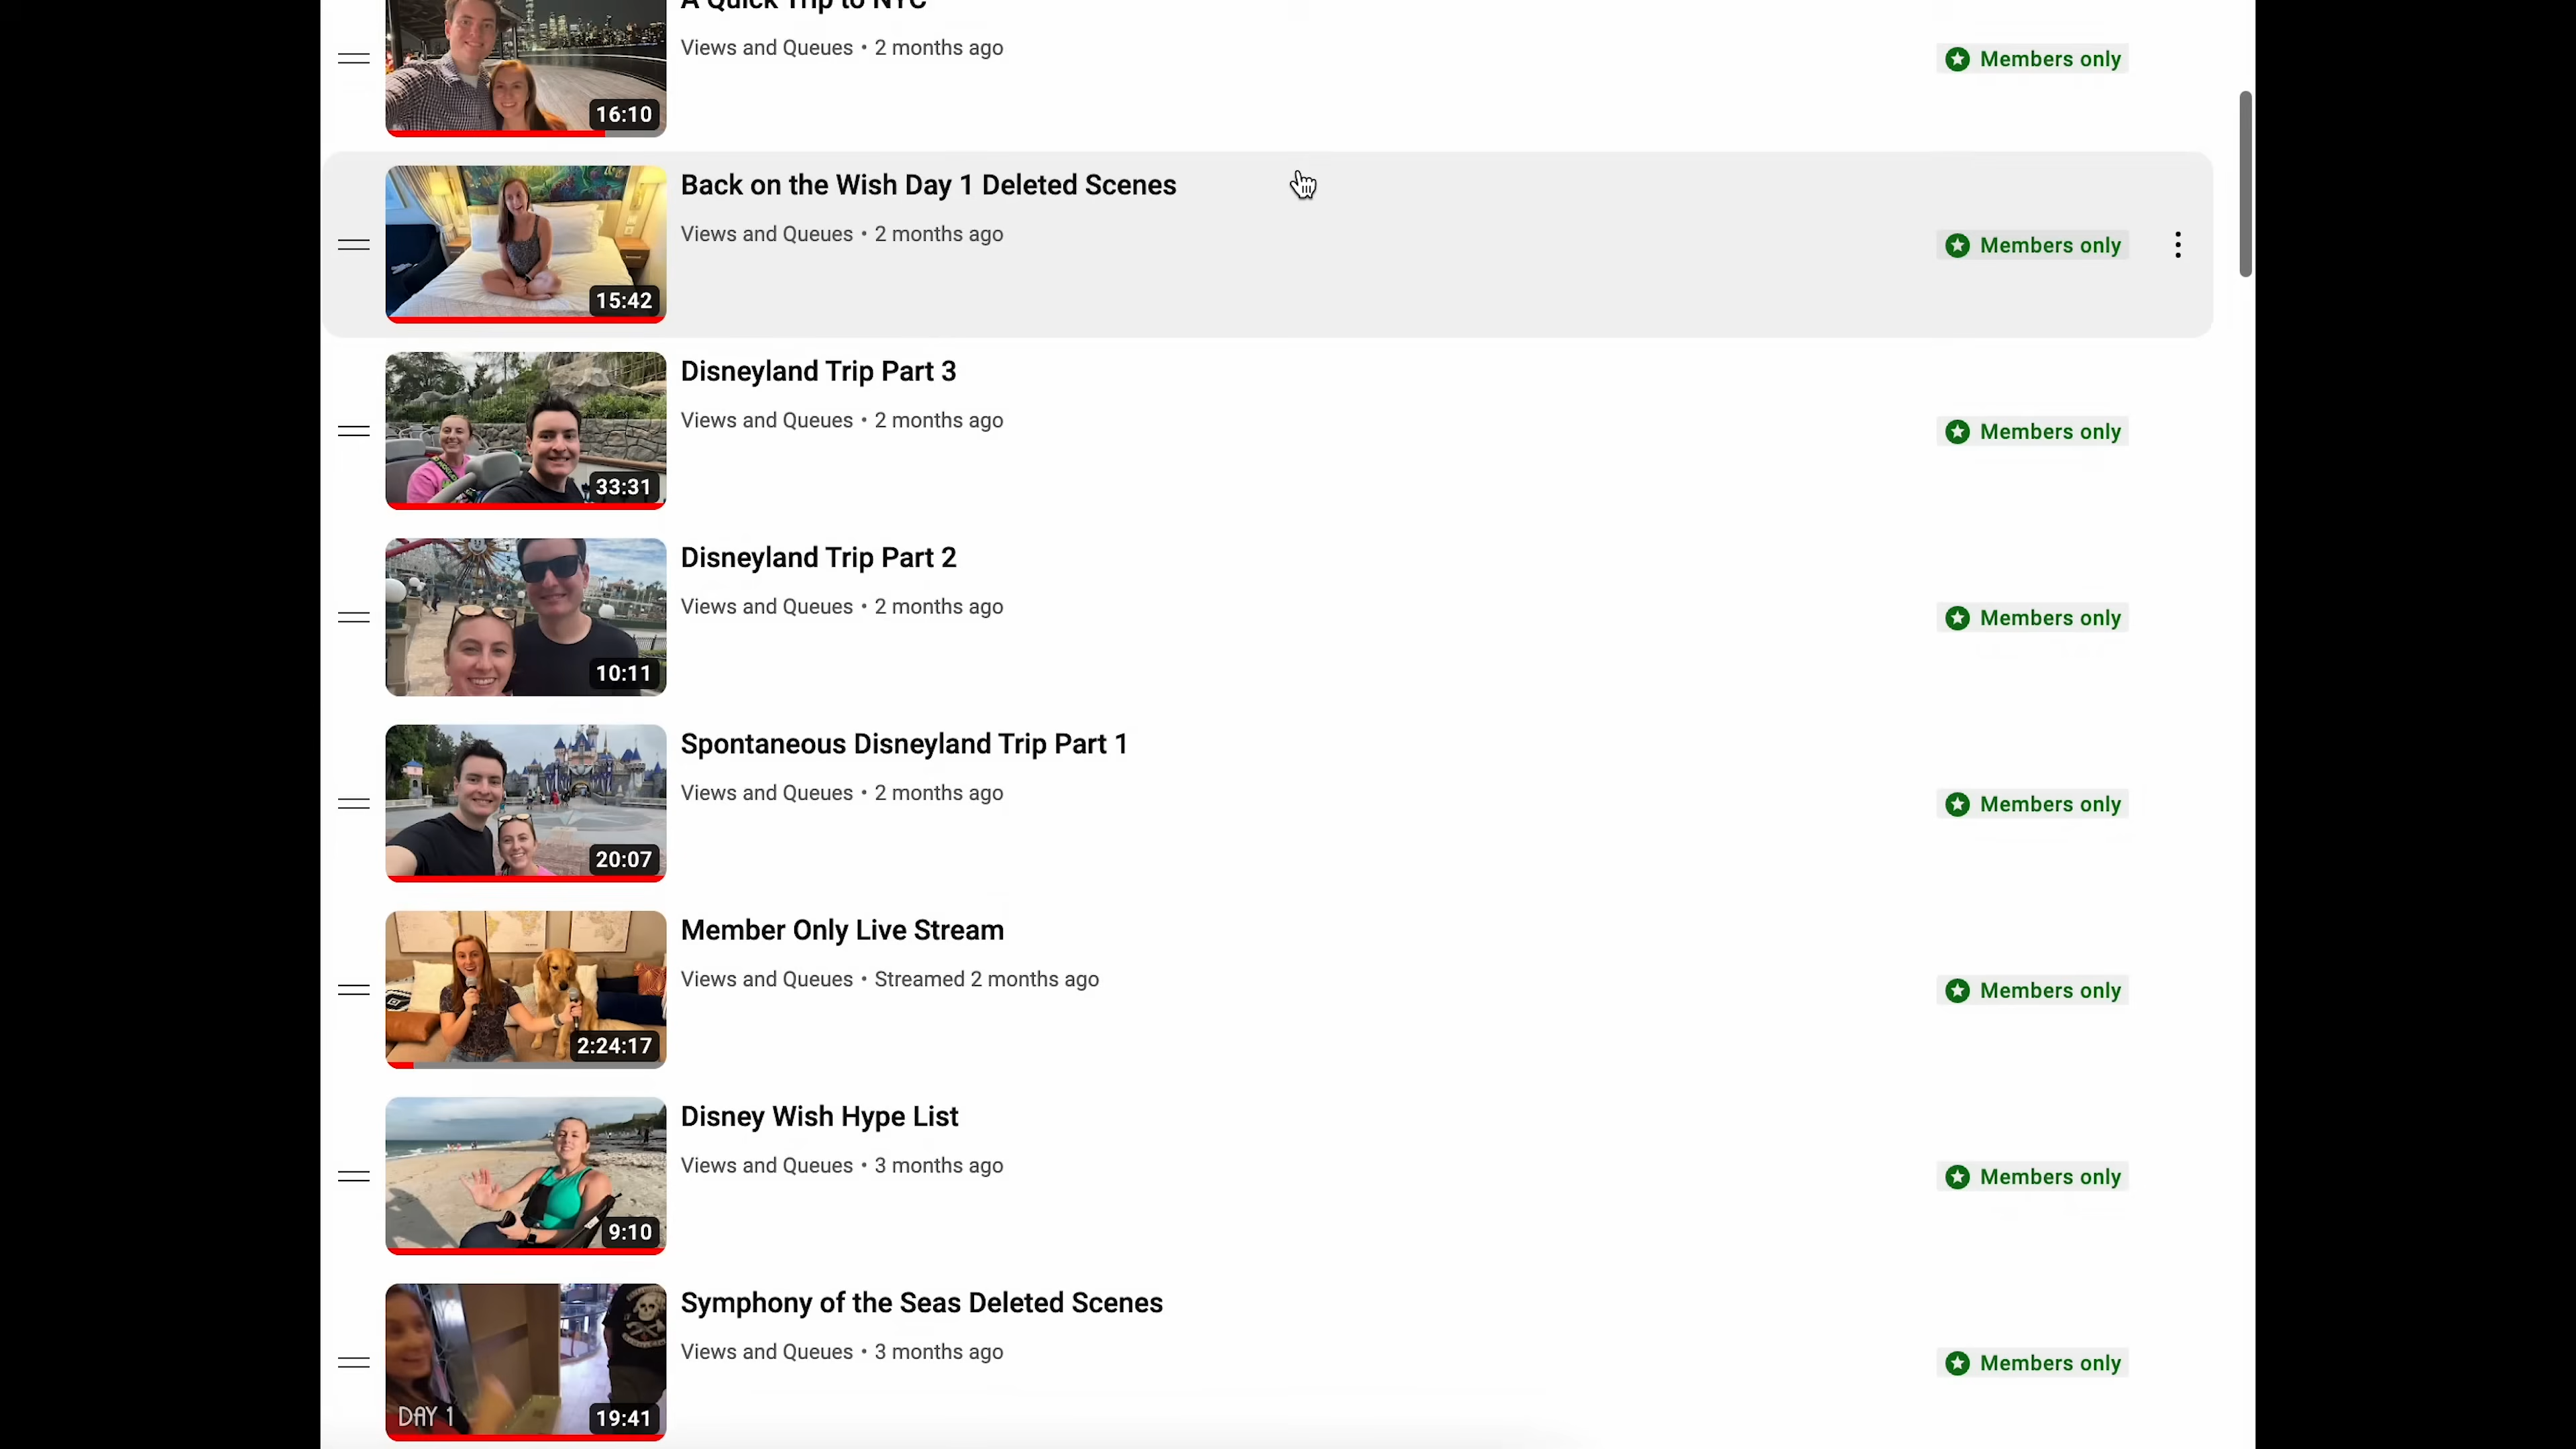 A Quick Trip to NYC
Views and Queues • 2 months ago
Members only
16:10
Back on the Wish Day 1 Deleted Scenes
Views and Queues • 2 months ago
Members only
15:42
Disneyland Trip Part 3
Views and Queues • 2 months ago
Members only
33:31
Disneyland Trip Part 2
Views and Queues • 2 months ago
Members only
10:11
Spontaneous Disneyland Trip Part 1
Views and Queues • 2 months ago
Members only
20:07
Member Only Live Stream
Views and Queues • Streamed 2 months ago
Members only
2:24:17
Disney Wish Hype List
Views and Queues • 3 months ago
Members only
9:10
Symphony of the Seas Deleted Scenes
Views and Queues • 3 months ago
Members only
DAY 1
19:41